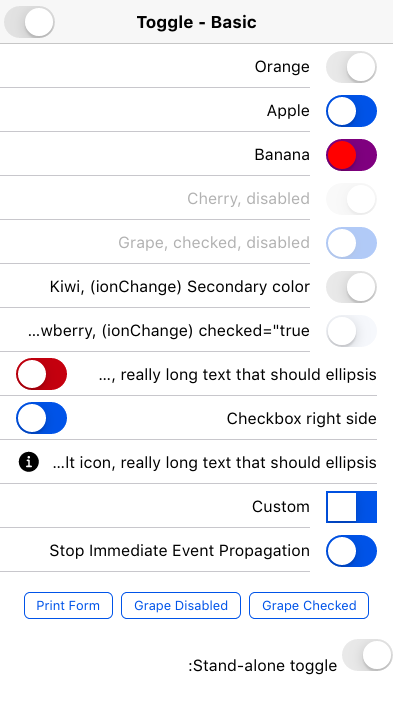 Toggle - Basic
Orange
Apple
Banana
Cherry, disabled
Grape, checked, disabled
Kiwi, (ionChange) Secondary color
...wberry, (ionChange) checked="true
..., really long text that should ellipsis
Checkbox right side
...lt icon, really long text that should ellipsis
Custom
Stop Immediate Event Propagation
Print Form Grape Disabled Grape Checked
:Stand-alone toggle